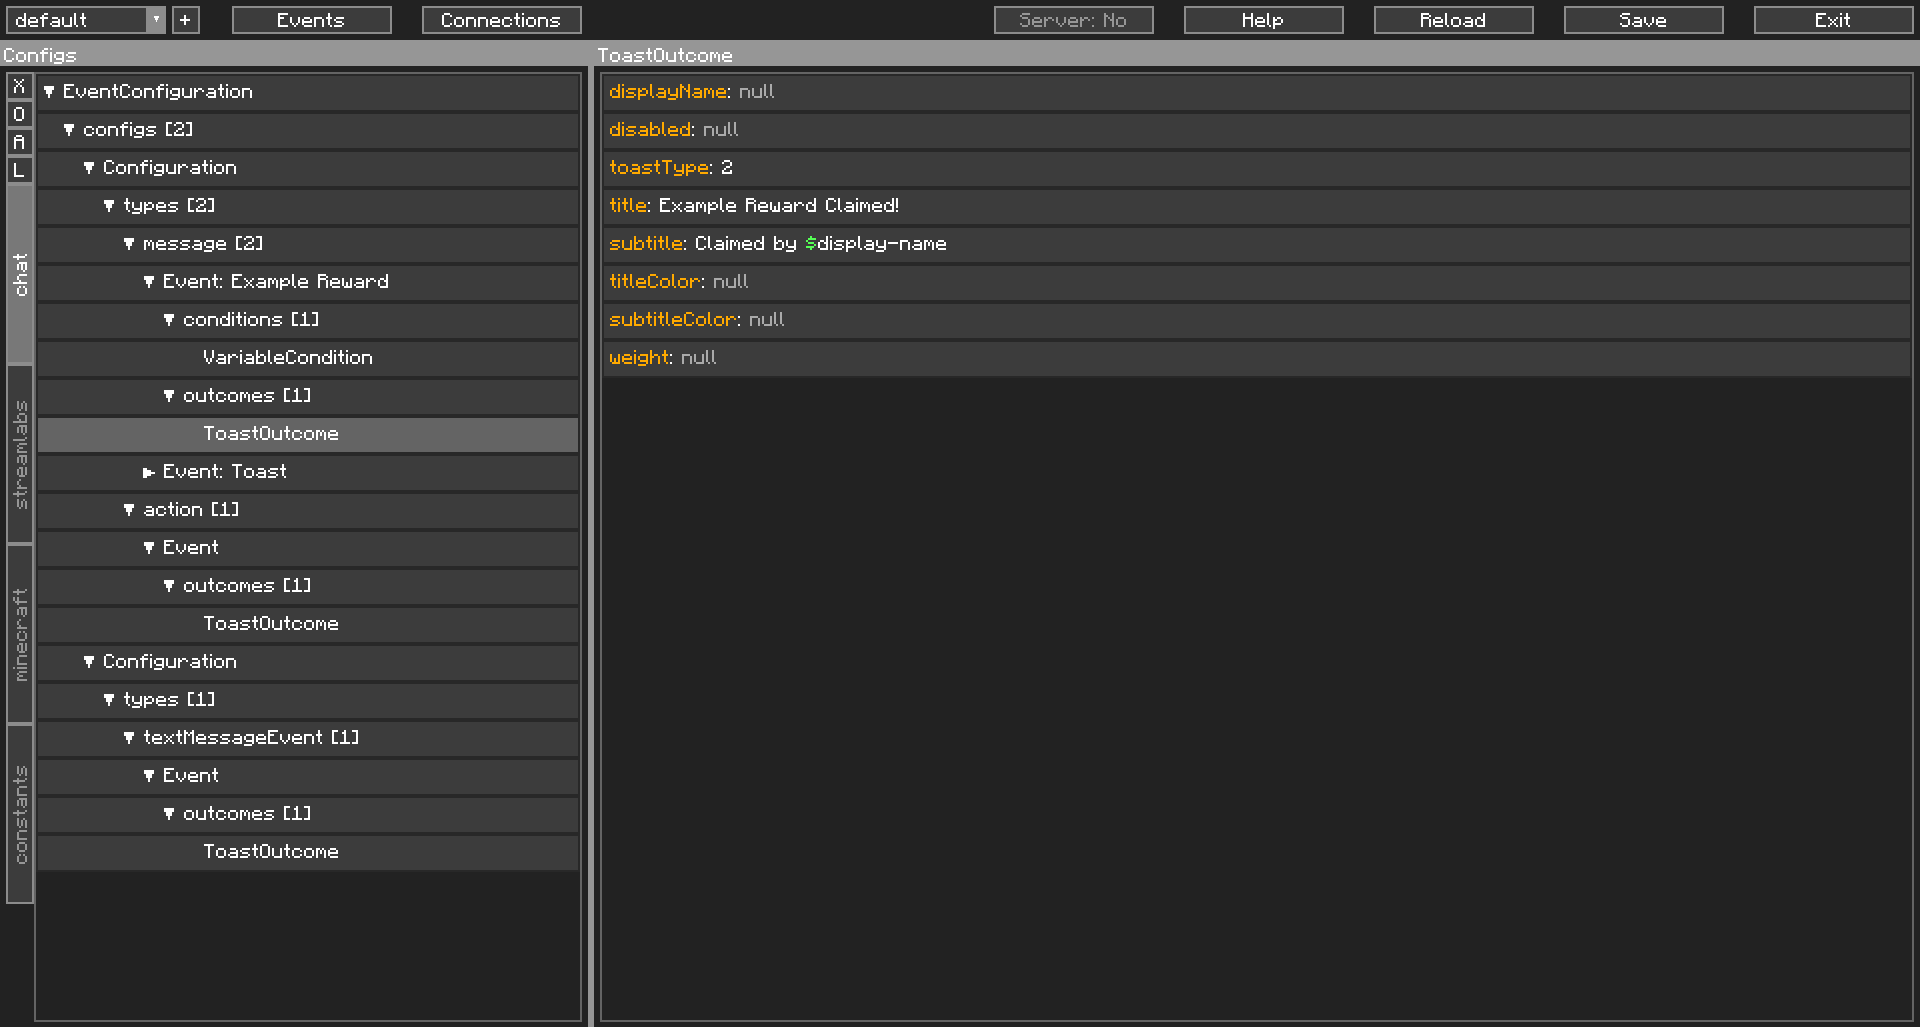 default ▼ + Events Connections Server: No Help Reload Save Exit
Configs
X
O
A
L
chat
streamlabs
minecraft
constants
▼ EventConfiguration
▼ configs [2]
▼ Configuration
▼ types [2]
▼ message [2]
▼ Event: Example Reward
▼ conditions [1]
VariableCondition
▼ outcomes [1]
ToastOutcome
▶ Event: Toast
▼ action [1]
▼ Event
▼ outcomes [1]
ToastOutcome
▼ Configuration
▼ types [1]
▼ textMessageEvent [1]
▼ Event
▼ outcomes [1]
ToastOutcome
ToastOutcome
displayName: null
disabled: null
toastType: 2
title: Example Reward Claimed!
subtitle: Claimed by $display-name
titleColor: null
subtitleColor: null
weight: null